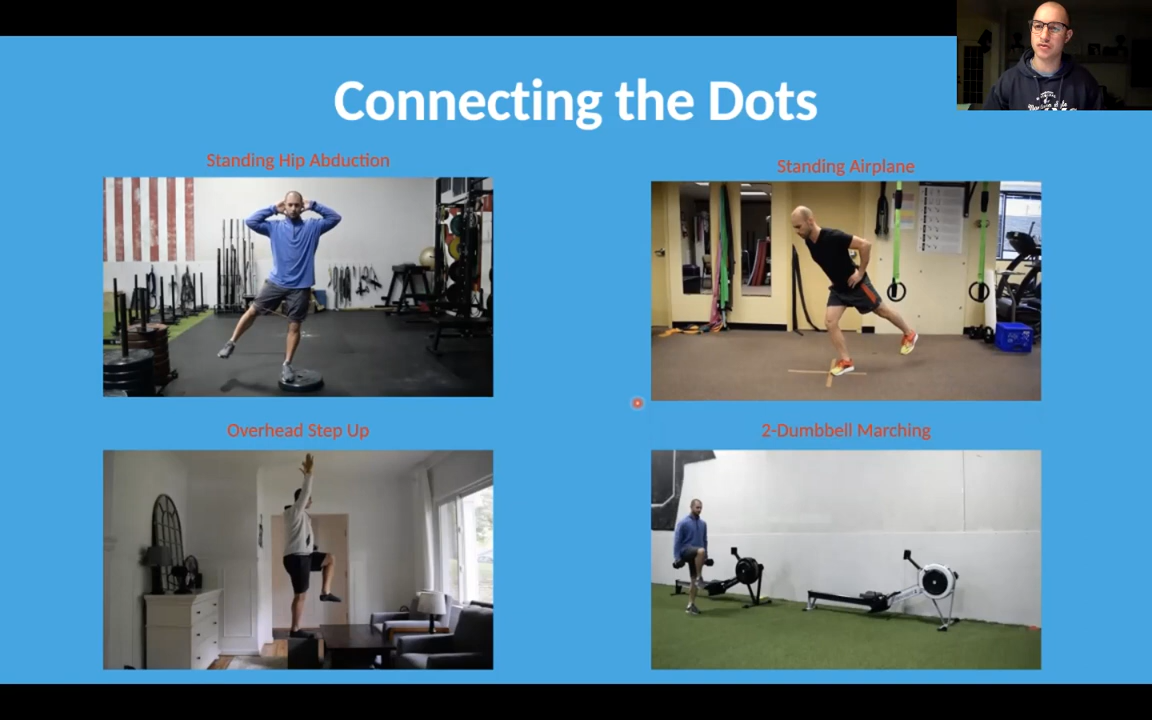 Connecting the Dots
Standing Hip Abduction
Standing Airplane
Overhead Step Up
2-Dumbbell Marching